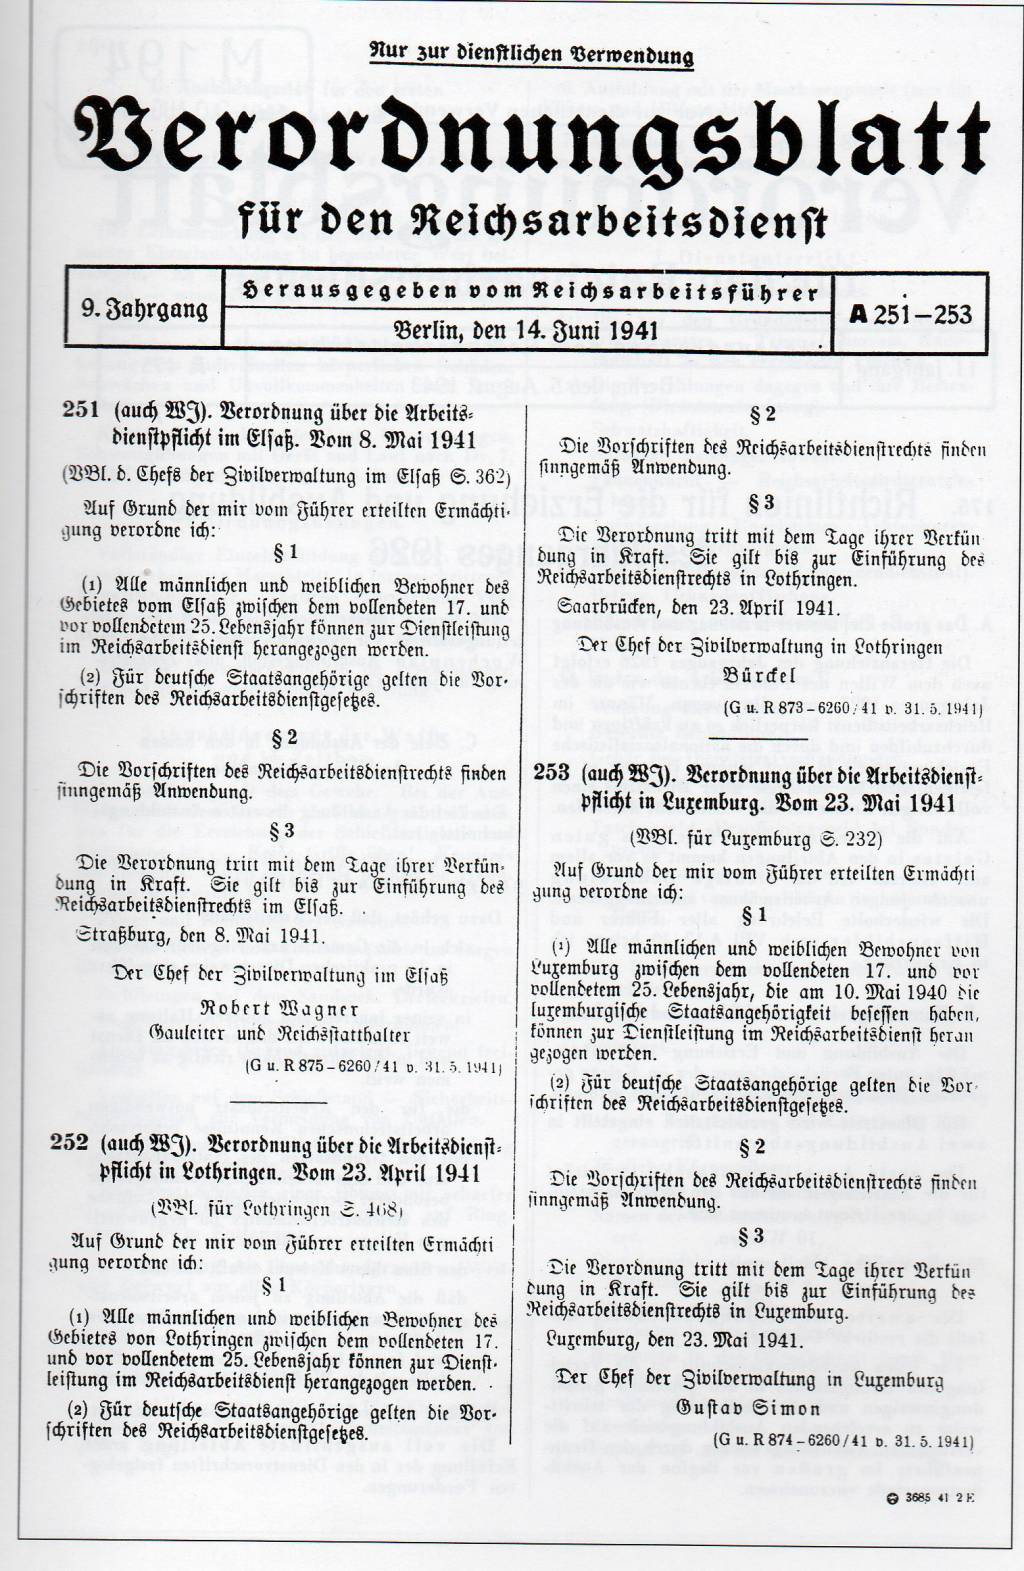 Nur zur dienstlichen Verwendung
Verordnungsblatt
für den Reichsarbeitsdienst
9. Jahrgang
Herausgegeben vom Reichsarbeitsführer
Berlin, den 14. Juni 1941
A 251–253
251 (auch WJ). Verordnung über die Arbeits-
dienstpflicht im Elsaß. Vom 8. Mai 1941
(VBl. d. Chefs der Zivilverwaltung im Elsaß S. 362)
Auf Grund der mir vom Führer erteilten Ermächti-
gung verordne ich:
§ 1
(1) Alle männlichen und weiblichen Bewohner des
Gebietes vom Elsaß zwischen dem vollendeten 17. und
vor vollendetem 25. Lebensjahr können zur Dienstleistung
im Reichsarbeitsdienst herangezogen werden.
(2) Für deutsche Staatsangehörige gelten die Vor-
schriften des Reichsarbeitsdienstgesetzes.
§ 2
Die Vorschriften des Reichsarbeitsdienstrechts finden
sinngemäß Anwendung.
§ 3
Die Verordnung tritt mit dem Tage ihrer Verkün-
dung in Kraft. Sie gilt bis zur Einführung des
Reichsarbeitsdienstrechts im Elsaß.
Straßburg, den 8. Mai 1941.
Der Chef der Zivilverwaltung im Elsaß
Robert Wagner
Gauleiter und Reichsstatthalter
(G u. R 875–6260/41 v. 31. 5. 1941)
252 (auch WJ). Verordnung über die Arbeitsdienst-
pflicht in Lothringen. Vom 23. April 1941
(VBl. für Lothringen S. 468)
Auf Grund der mir vom Führer erteilten Ermächti
gung verordne ich:
§ 1
(1) Alle männlichen und weiblichen Bewohner des
Gebietes von Lothringen zwischen dem vollendeten 17.
und vor vollendetem 25. Lebensjahr können zur Dienst-
leistung im Reichsarbeitsdienst herangezogen werden.
(2) Für deutsche Staatsangehörige gelten die Vor-
schriften des Reichsarbeitsdienstgesetzes.
§ 2
Die Vorschriften des Reichsarbeitsdienstrechts finden
sinngemäß Anwendung.
§ 3
Die Verordnung tritt mit dem Tage ihrer Verkün
dung in Kraft. Sie gilt bis zur Einführung des
Reichsarbeitsdienstrechts in Lothringen.
Saarbrücken, den 23. April 1941.
Der Chef der Zivilverwaltung in Lothringen
Bürckel
(G u. R 873–6260/41 v. 31. 5. 1941)
253 (auch WJ). Verordnung über die Arbeitsdienst-
pflicht in Luxemburg. Vom 23. Mai 1941
(VBl. für Luxemburg S. 232)
Auf Grund der mir vom Führer erteilten Ermächti
gung verordne ich:
§ 1
(1) Alle männlichen und weiblichen Bewohner von
Luxemburg zwischen dem vollendeten 17. und vor
vollendetem 25. Lebensjahr, die am 10. Mai 1940 die
luxemburgische Staatsangehörigkeit besessen haben,
können zur Dienstleistung im Reichsarbeitsdienst heran
gezogen werden.
(2) Für deutsche Staatsangehörige gelten die Vor-
schriften des Reichsarbeitsdienstgesetzes.
§ 2
Die Vorschriften des Reichsarbeitsdienstrechts finden
sinngemäß Anwendung.
§ 3
Die Verordnung tritt mit dem Tage ihrer Verkün
dung in Kraft. Sie gilt bis zur Einführung des
Reichsarbeitsdienstrechts in Luxemburg.
Luxemburg, den 23. Mai 1941.
Der Chef der Zivilverwaltung in Luxemburg
Gustav Simon
(G u. R 874–6260/41 v. 31. 5. 1941)
3685 41 2 E